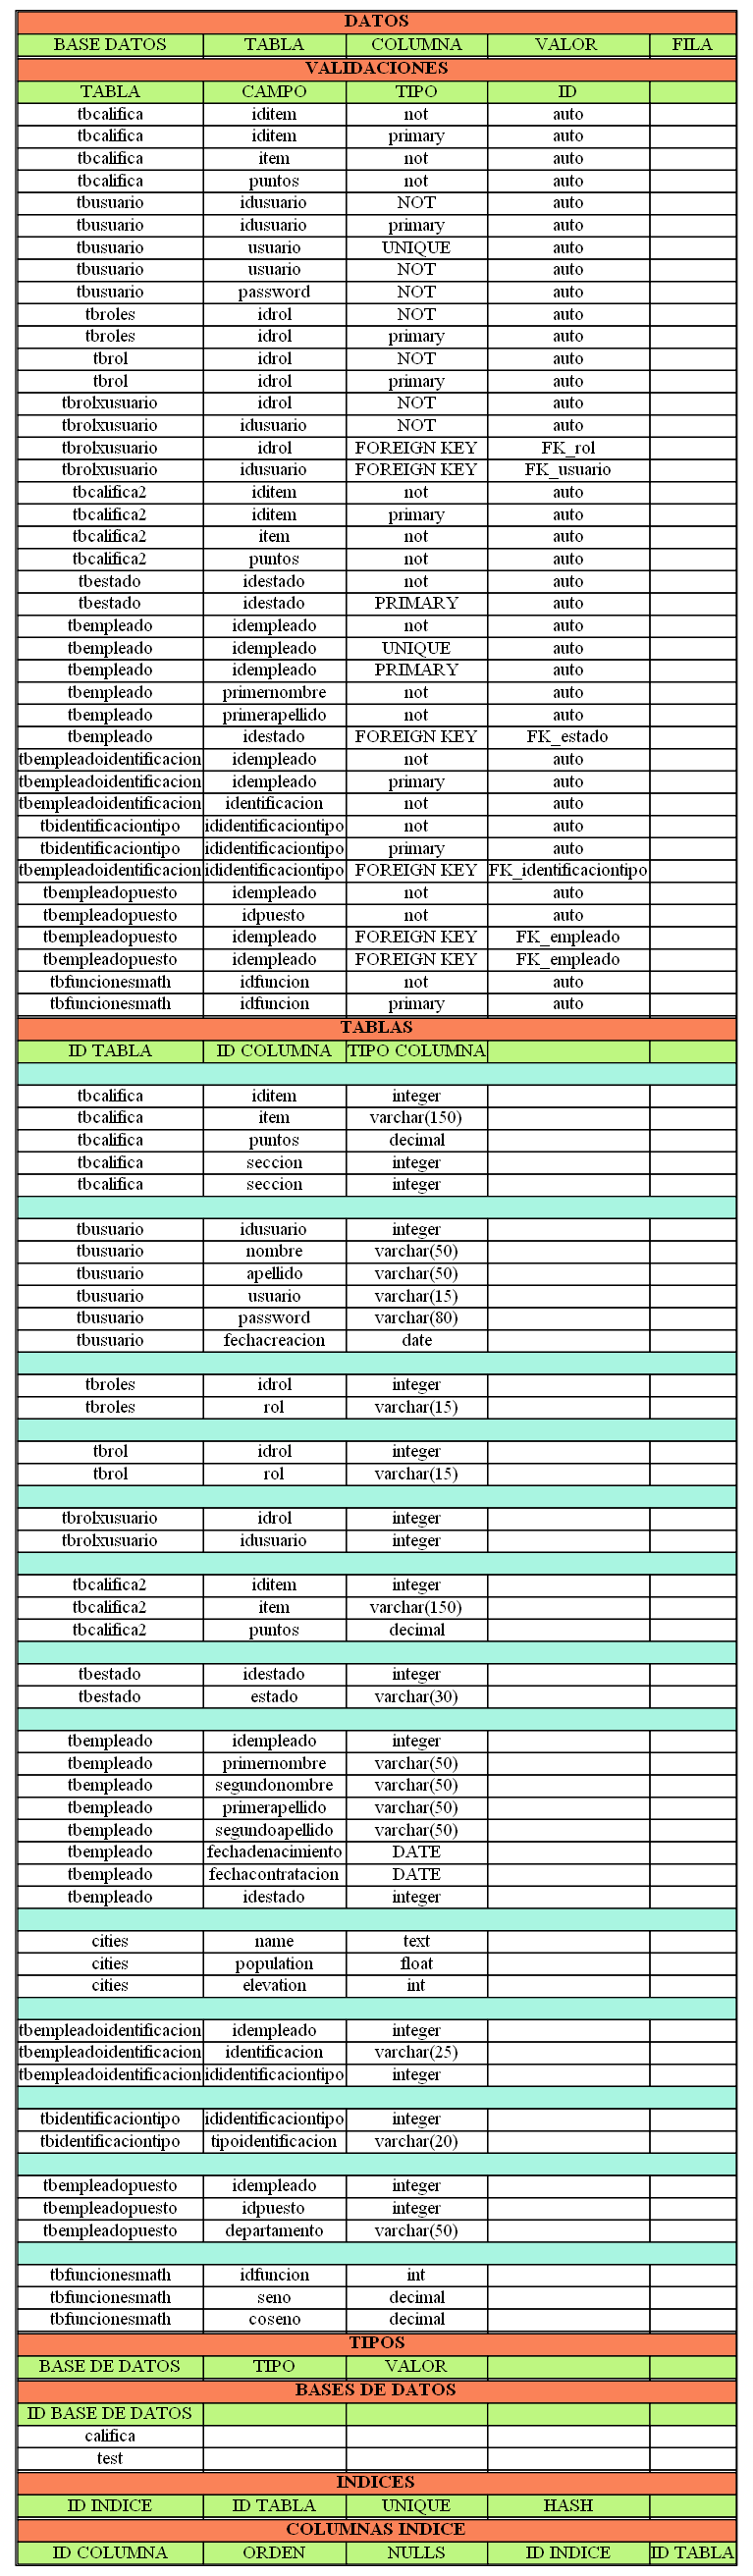 DATOS
BASE DATOS TABLA COLUMNA VALOR FILA
VALIDACIONES
TABLA CAMPO TIPO ID
tbcalifica iditem not auto
tbcalifica iditem primary auto
tbcalifica item not auto
tbcalifica puntos not auto
tbusuario idusuario NOT auto
tbusuario idusuario primary auto
tbusuario usuario UNIQUE auto
tbusuario usuario NOT auto
tbusuario password NOT auto
tbroles idrol NOT auto
tbroles idrol primary auto
tbrol idrol NOT auto
tbrol idrol primary auto
tbrolxusuario idrol NOT auto
tbrolxusuario idusuario NOT auto
tbrolxusuario idrol FOREIGN KEY FK_rol
tbrolxusuario idusuario FOREIGN KEY FK_usuario
tbcalifica2 iditem not auto
tbcalifica2 iditem primary auto
tbcalifica2 item not auto
tbcalifica2 puntos not auto
tbestado idestado not auto
tbestado idestado PRIMARY auto
tbempleado idempleado not auto
tbempleado idempleado UNIQUE auto
tbempleado idempleado PRIMARY auto
tbempleado primernombre not auto
tbempleado primerapellido not auto
tbempleado idestado FOREIGN KEY FK_estado
tbempleadoidentificacion idempleado not auto
tbempleadoidentificacion idempleado primary auto
tbempleadoidentificacion identificacion not auto
tbidentificaciontipo ididentificaciontipo not auto
tbidentificaciontipo ididentificaciontipo primary auto
tbempleadoidentificacion ididentificaciontipo FOREIGN KEY FK_identificaciontipo
tbempleadopuesto idempleado not auto
tbempleadopuesto idpuesto not auto
tbempleadopuesto idempleado FOREIGN KEY FK_empleado
tbempleadopuesto idempleado FOREIGN KEY FK_empleado
tbfuncionesmath idfuncion not auto
tbfuncionesmath idfuncion primary auto
TABLAS
ID TABLA ID COLUMNA TIPO COLUMNA
tbcalifica iditem integer
tbcalifica item varchar(150)
tbcalifica puntos decimal
tbcalifica seccion integer
tbcalifica seccion integer
tbusuario idusuario integer
tbusuario nombre varchar(50)
tbusuario apellido varchar(50)
tbusuario usuario varchar(15)
tbusuario password varchar(80)
tbusuario fechacreacion date
tbroles idrol integer
tbroles rol varchar(15)
tbrol idrol integer
tbrol rol varchar(15)
tbrolxusuario idrol integer
tbrolxusuario idusuario integer
tbcalifica2 iditem integer
tbcalifica2 item varchar(150)
tbcalifica2 puntos decimal
tbestado idestado integer
tbestado estado varchar(30)
tbempleado idempleado integer
tbempleado primernombre varchar(50)
tbempleado segundonombre varchar(50)
tbempleado primerapellido varchar(50)
tbempleado segundoapellido varchar(50)
tbempleado fechadenacimiento DATE
tbempleado fechacontratacion DATE
tbempleado idestado integer
cities name text
cities population float
cities elevation int
tbempleadoidentificacion idempleado integer
tbempleadoidentificacion identificacion varchar(25)
tbempleadoidentificacion ididentificaciontipo integer
tbidentificaciontipo ididentificaciontipo integer
tbidentificaciontipo tipoidentificacion varchar(20)
tbempleadopuesto idempleado integer
tbempleadopuesto idpuesto integer
tbempleadopuesto departamento varchar(50)
tbfuncionesmath idfuncion int
tbfuncionesmath seno decimal
tbfuncionesmath coseno decimal
TIPOS
BASE DE DATOS TIPO VALOR
BASES DE DATOS
ID BASE DE DATOS
califica
test
INDICES
ID INDICE ID TABLA UNIQUE HASH
COLUMNAS INDICE
ID COLUMNA ORDEN NULLS ID INDICE ID TABLA